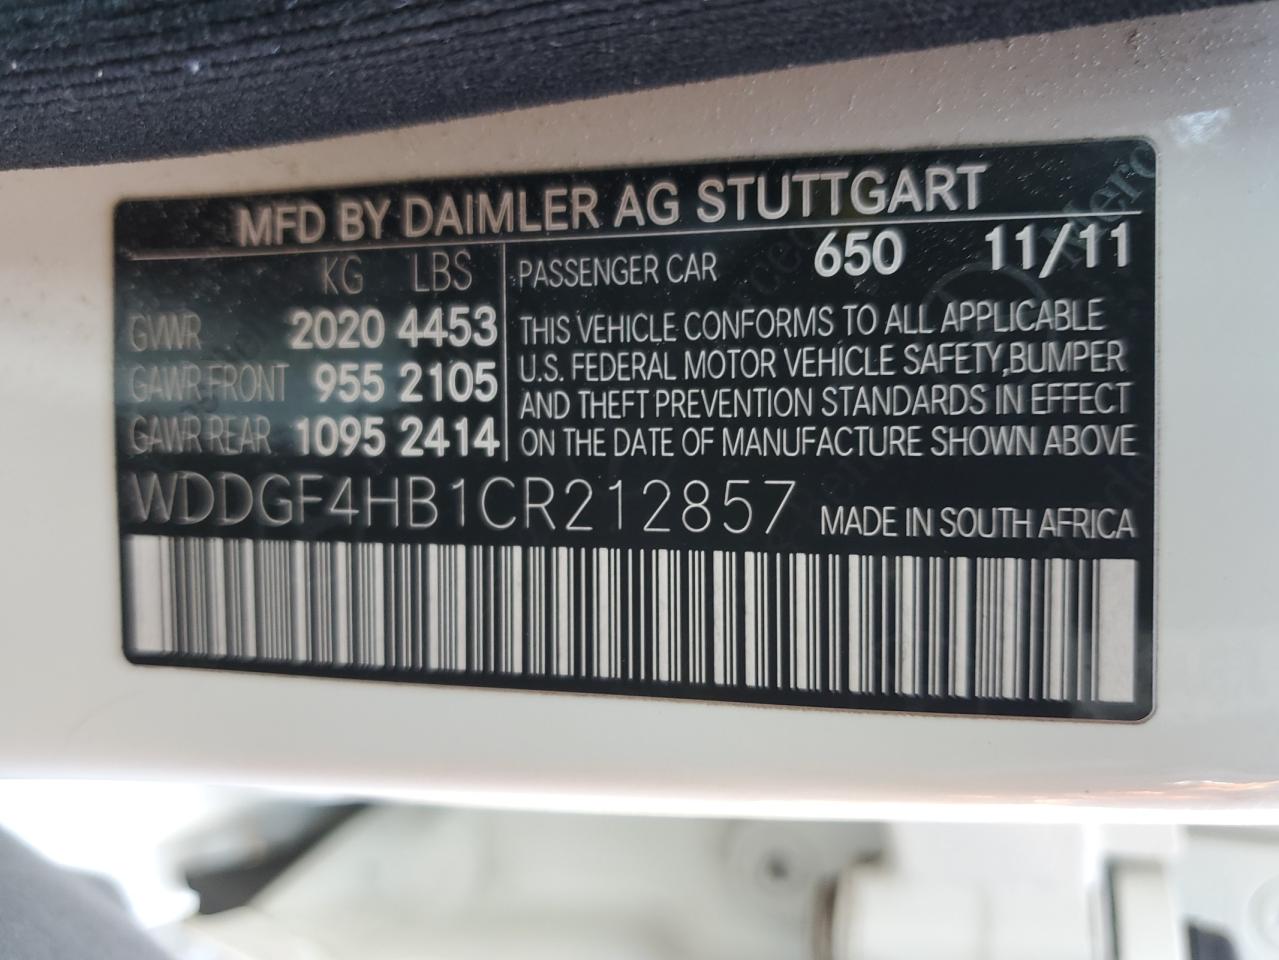 MFD BY DAIMLER AG STUTTGART
KG LBS
GVWR 2020 4453
GAWR FRONT 955 2105
GAWR REAR 1095 2414
PASSENGER CAR 650 11/11
THIS VEHICLE CONFORMS TO ALL APPLICABLE
U.S. FEDERAL MOTOR VEHICLE SAFETY,BUMPER
AND THEFT PREVENTION STANDARDS IN EFFECT
ON THE DATE OF MANUFACTURE SHOWN ABOVE
WDDGF4HB1CR212857 MADE IN SOUTH AFRICA